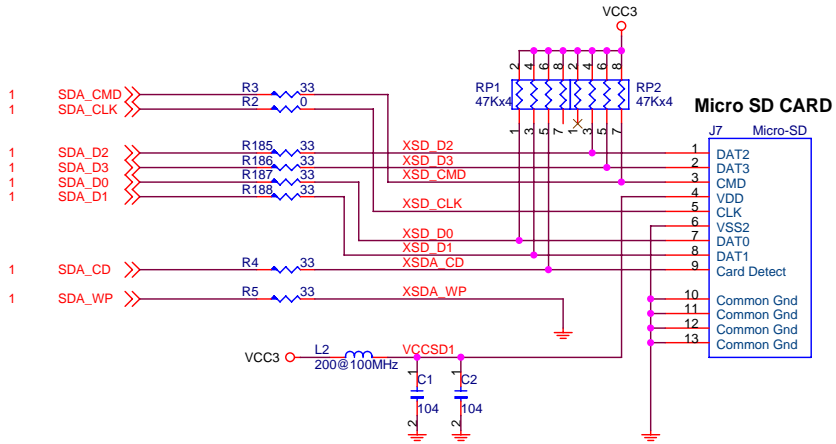 VCC3
2 4 6 8 2 4 6 8
RP1 RP2
47Kx4 47Kx4
1 3 5 7 1 3 5 7
Micro SD CARD
J7 Micro-SD
1 SDA_CMD R3 33
1 SDA_CLK R2 0
1 SDA_D2 R185 33 XSD_D2 1 DAT2
1 SDA_D3 R186 33 XSD_D3 2 DAT3
1 SDA_D0 R187 33 XSD_CMD 3 CMD
1 SDA_D1 R188 33 4 VDD
XSD_CLK 5 CLK
6 VSS2
XSD_D0 7 DAT0
XSD_D1 8 DAT1
1 SDA_CD R4 33 XSDA_CD 9 Card Detect
1 SDA_WP R5 33 XSDA_WP 10 Common Gnd
11 Common Gnd
12 Common Gnd
13 Common Gnd
VCC3 L2 VCCSD1
200@100MHz
1 C1 1 C2
104 104
2 2